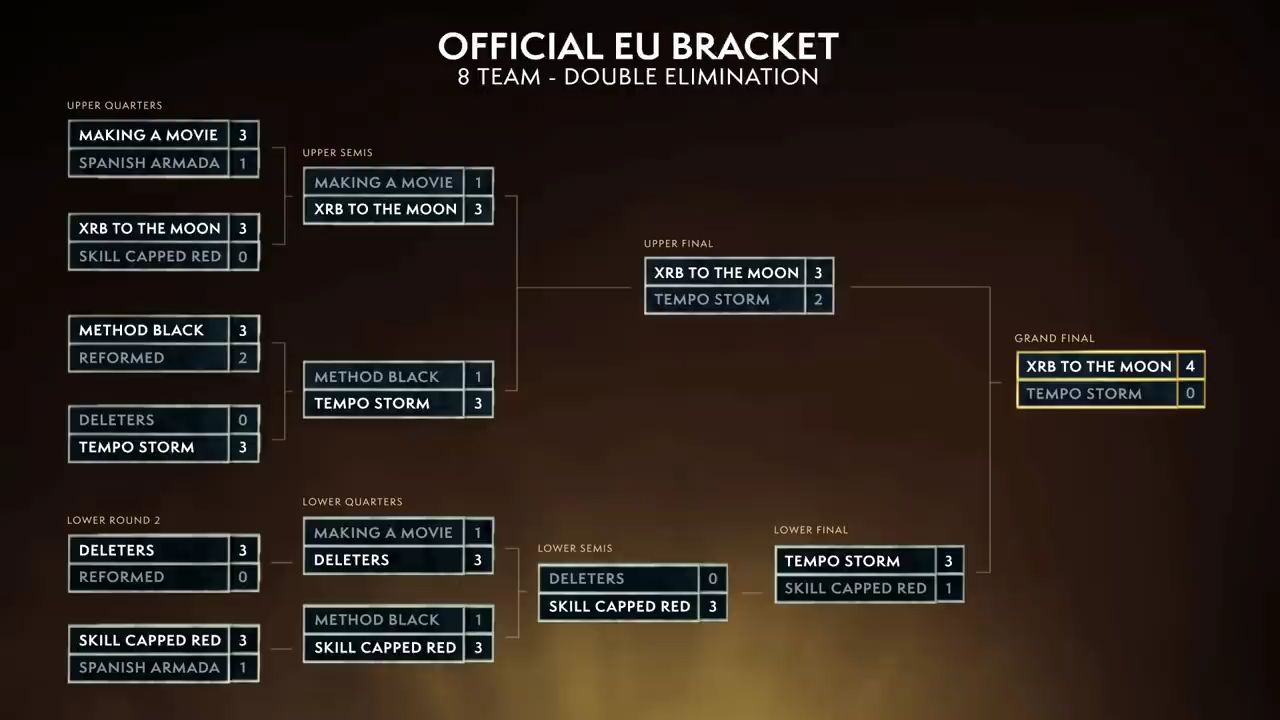 OFFICIAL EU BRACKET
8 TEAM - DOUBLE ELIMINATION
UPPER QUARTERS
MAKING A MOVIE 3
SPANISH ARMADA 1
XRB TO THE MOON 3
SKILL CAPPED RED 0
METHOD BLACK 3
REFORMED 2
DELETERS 0
TEMPO STORM 3
UPPER SEMIS
MAKING A MOVIE 1
XRB TO THE MOON 3
METHOD BLACK 1
TEMPO STORM 3
UPPER FINAL
XRB TO THE MOON 3
TEMPO STORM 2
GRAND FINAL
XRB TO THE MOON 4
TEMPO STORM 0
LOWER ROUND 2
DELETERS 3
REFORMED 0
SKILL CAPPED RED 3
SPANISH ARMADA 1
LOWER QUARTERS
MAKING A MOVIE 1
DELETERS 3
METHOD BLACK 1
SKILL CAPPED RED 3
LOWER SEMIS
DELETERS 0
SKILL CAPPED RED 3
LOWER FINAL
TEMPO STORM 3
SKILL CAPPED RED 1